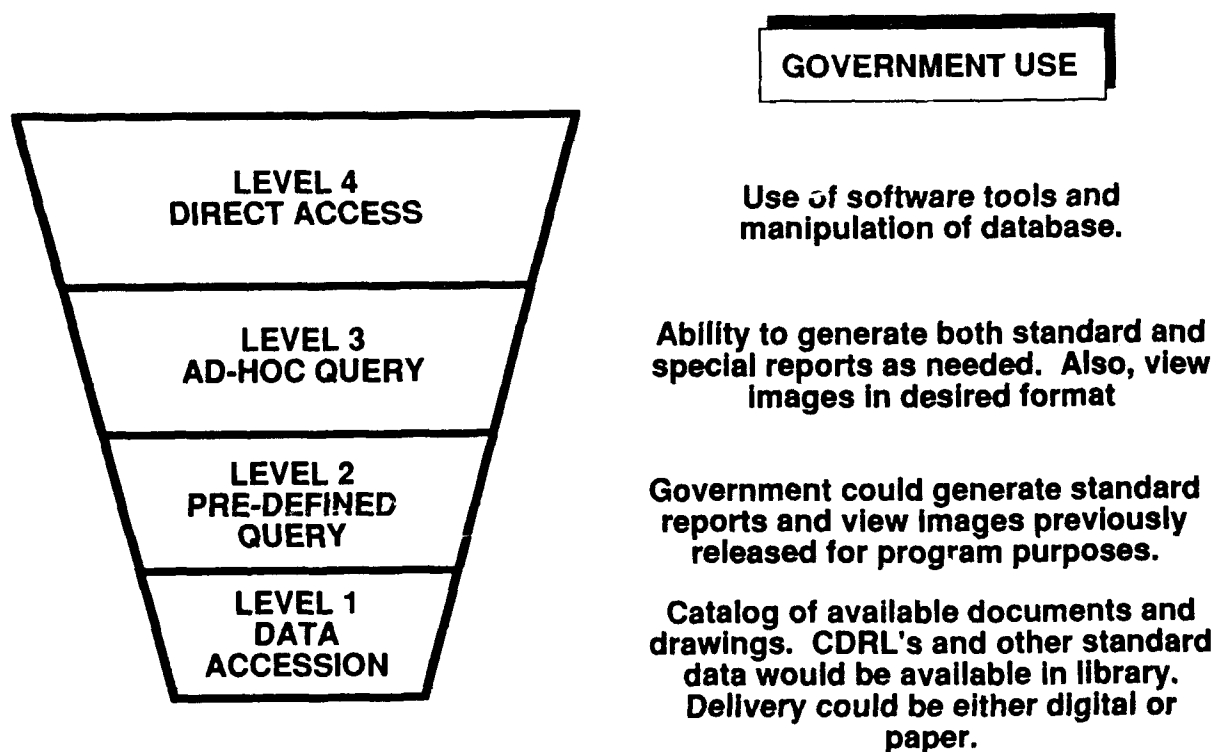 GOVERNMENT USE
LEVEL 4
DIRECT ACCESS
Use of software tools and
manipulation of database.
LEVEL 3
AD-HOC QUERY
Ability to generate both standard and
special reports as needed. Also, view
images in desired format
LEVEL 2
PRE-DEFINED
QUERY
Government could generate standard
reports and view images previously
released for program purposes.
LEVEL 1
DATA
ACCESSION
Catalog of available documents and
drawings. CDRL's and other standard
data would be available in library.
Delivery could be either digital or
paper.